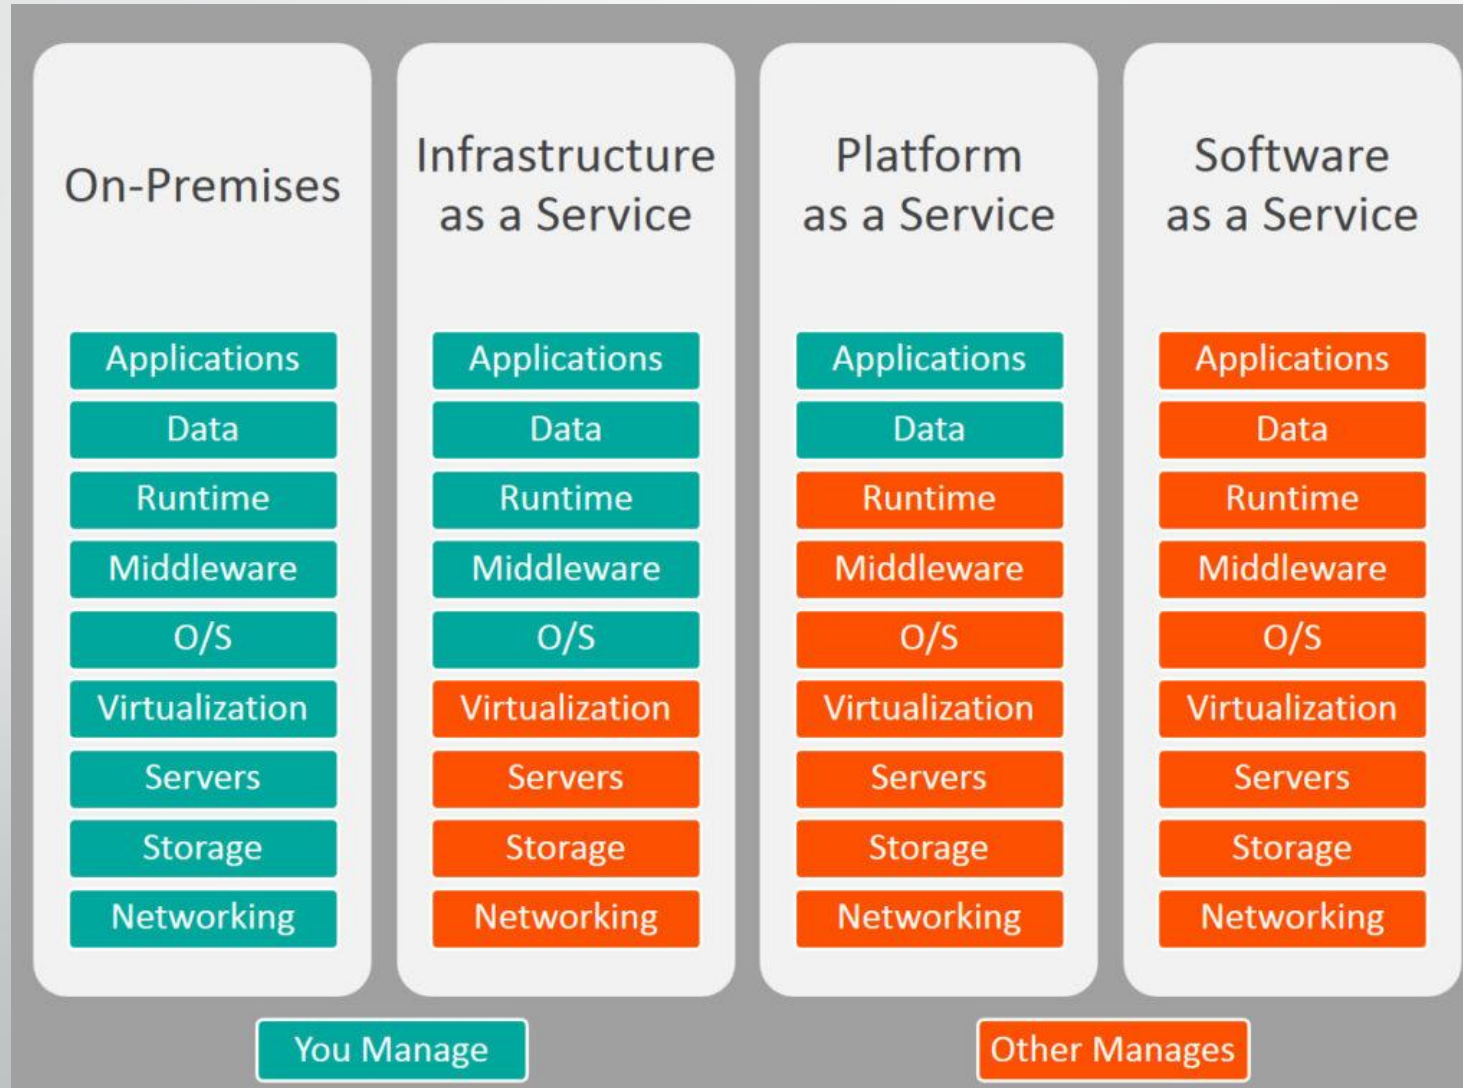 On-Premises
Applications
Data
Runtime
Middleware
O/S
Virtualization
Servers
Storage
Networking
Infrastructure
as a Service
Applications
Data
Runtime
Middleware
O/S
Virtualization
Servers
Storage
Networking
Platform
as a Service
Applications
Data
Runtime
Middleware
O/S
Virtualization
Servers
Storage
Networking
Software
as a Service
Applications
Data
Runtime
Middleware
O/S
Virtualization
Servers
Storage
Networking
You Manage
Other Manages